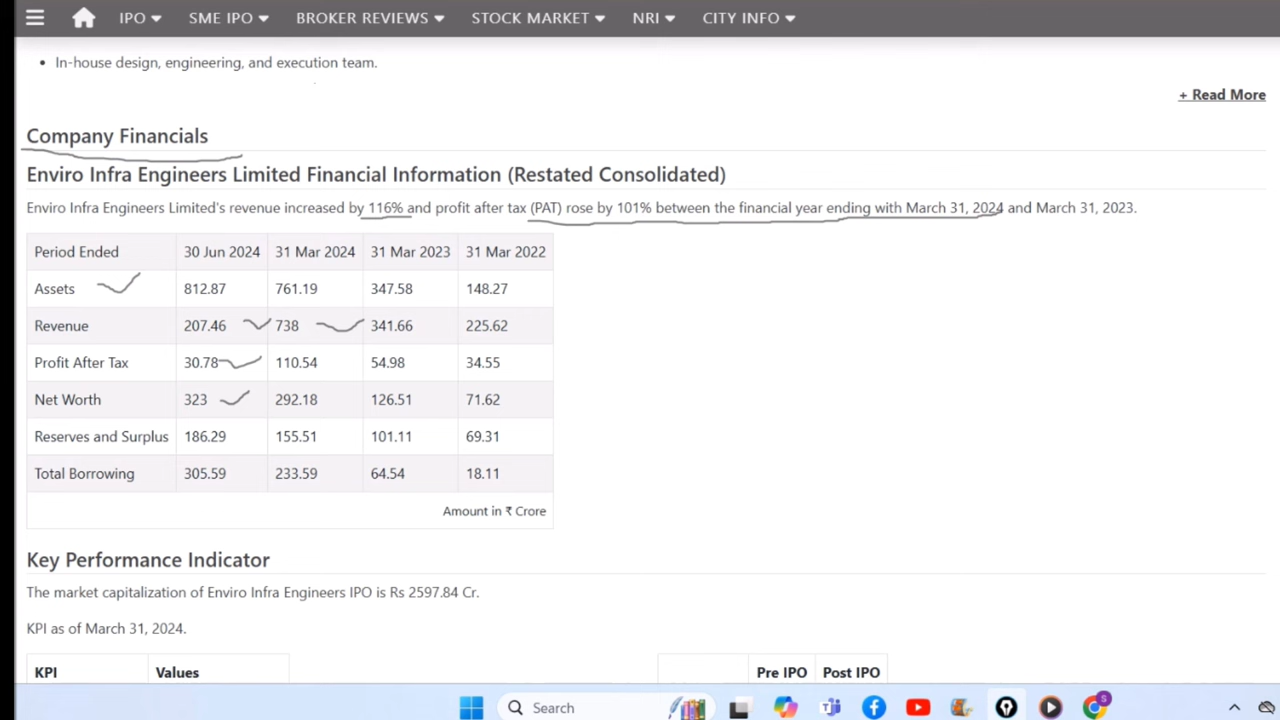 IPO SME IPO BROKER REVIEWS STOCK MARKET NRI CITY INFO
• In-house design, engineering, and execution team.
+ Read More
Company Financials
Enviro Infra Engineers Limited Financial Information (Restated Consolidated)
Enviro Infra Engineers Limited's revenue increased by 116% and profit after tax (PAT) rose by 101% between the financial year ending with March 31, 2024 and March 31, 2023.
Period Ended 30 Jun 2024 31 Mar 2024 31 Mar 2023 31 Mar 2022
Assets 812.87 761.19 347.58 148.27
Revenue 207.46 738 341.66 225.62
Profit After Tax 30.78 110.54 54.98 34.55
Net Worth 323 292.18 126.51 71.62
Reserves and Surplus 186.29 155.51 101.11 69.31
Total Borrowing 305.59 233.59 64.54 18.11
Amount in ₹ Crore
Key Performance Indicator
The market capitalization of Enviro Infra Engineers IPO is Rs 2597.84 Cr.
KPI as of March 31, 2024.
KPI Values Pre IPO Post IPO
Search